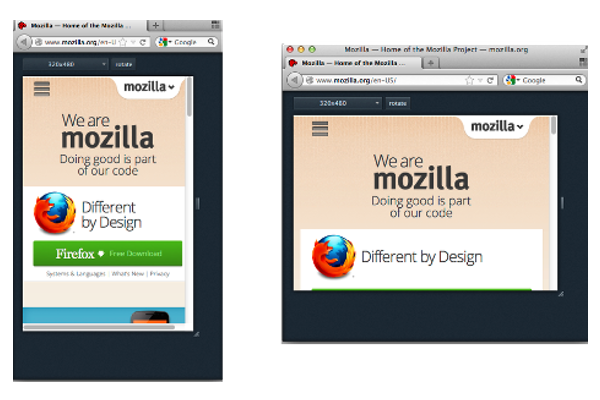 Mozilla — Home of the Mozilla ...
www.mozilla.org/en-U
Google
320x480
rotate
mozilla
We are
mozilla
Doing good is part
of our code
Different
by Design
Firefox
Free Download
Systems & Languages | What's New | Privacy
Mozilla — Home of the Mozilla Project — mozilla.org
Mozilla — Home of the Mozilla ...
www.mozilla.org/en-US/
Google
320x480
rotate
mozilla
We are
mozilla
Doing good is part
of our code
Different by Design